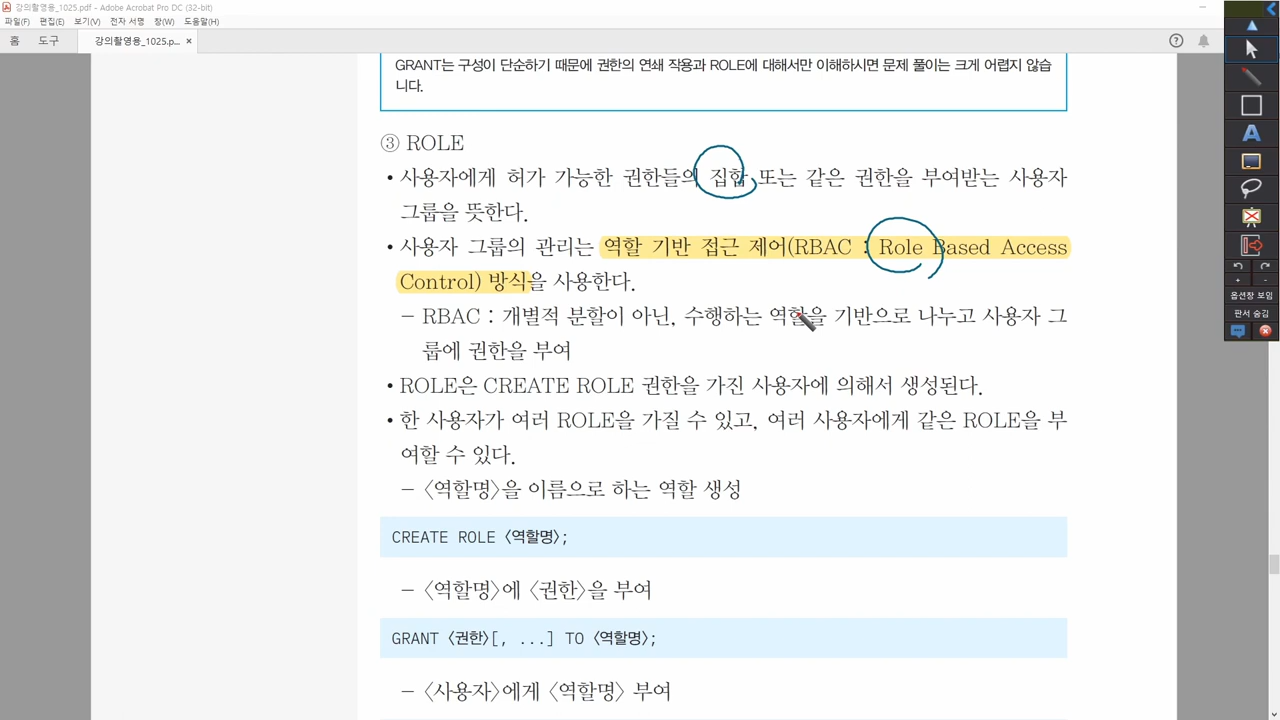 강의촬영용_1025.pdf - Adobe Acrobat Pro DC (32-bit)
파일(F) 편집(E) 보기(V) 전자 서명 창(W) 도움말(H)
홈 도구 강의촬영용_1025.p... ×
GRANT는 구성이 단순하기 때문에 권한의 연쇄 작용과 ROLE에 대해서만 이해하시면 문제 풀이는 크게 어렵지 않습
니다.
③ ROLE
• 사용자에게 허가 가능한 권한들의 집합, 또는 같은 권한을 부여받는 사용자
그룹을 뜻한다.
• 사용자 그룹의 관리는 역할 기반 접근 제어(RBAC : Role Based Access
Control) 방식을 사용한다.
– RBAC : 개별적 분할이 아닌, 수행하는 역할을 기반으로 나누고 사용자 그
룹에 권한을 부여
• ROLE은 CREATE ROLE 권한을 가진 사용자에 의해서 생성된다.
• 한 사용자가 여러 ROLE을 가질 수 있고, 여러 사용자에게 같은 ROLE을 부
여할 수 있다.
– 〈역할명〉을 이름으로 하는 역할 생성
CREATE ROLE 〈역할명〉;
– 〈역할명〉에 〈권한〉을 부여
GRANT 〈권한〉[, ...] TO 〈역할명〉;
– 〈사용자〉에게 〈역할명〉 부여
A
옵션장 보임
판서 숨김